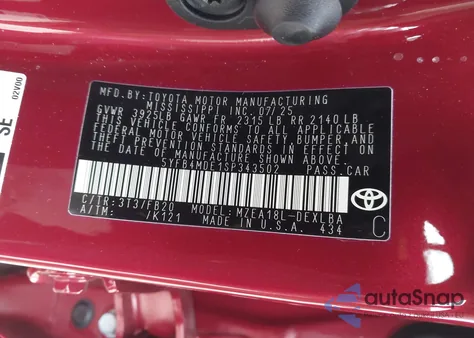 MFD.BY:TOYOTA MOTOR MANUFACTURING
MISSISSIPPI INC. 07/25
GVWR 3925LB GAWR FR 2315 LB RR 2140 LB
THIS VEHICLE CONFORMS TO ALL APPLICABLE
FEDERAL MOTOR VEHICLE SAFETY, BUMPER, AND
THEFT PREVENTION STANDARDS IN EFFECT ON
THE DATE OF MANUFACTURE SHOWN ABOVE.
5YFB4MDE1SP343502 PASS.CAR
C/TR:3T3/FB20 MODEL:MZEA18L-DEXLBA
A/TM: /K121 MADE IN U.S.A. 434
TOYOTA
C
SE
02V00
autoSnap